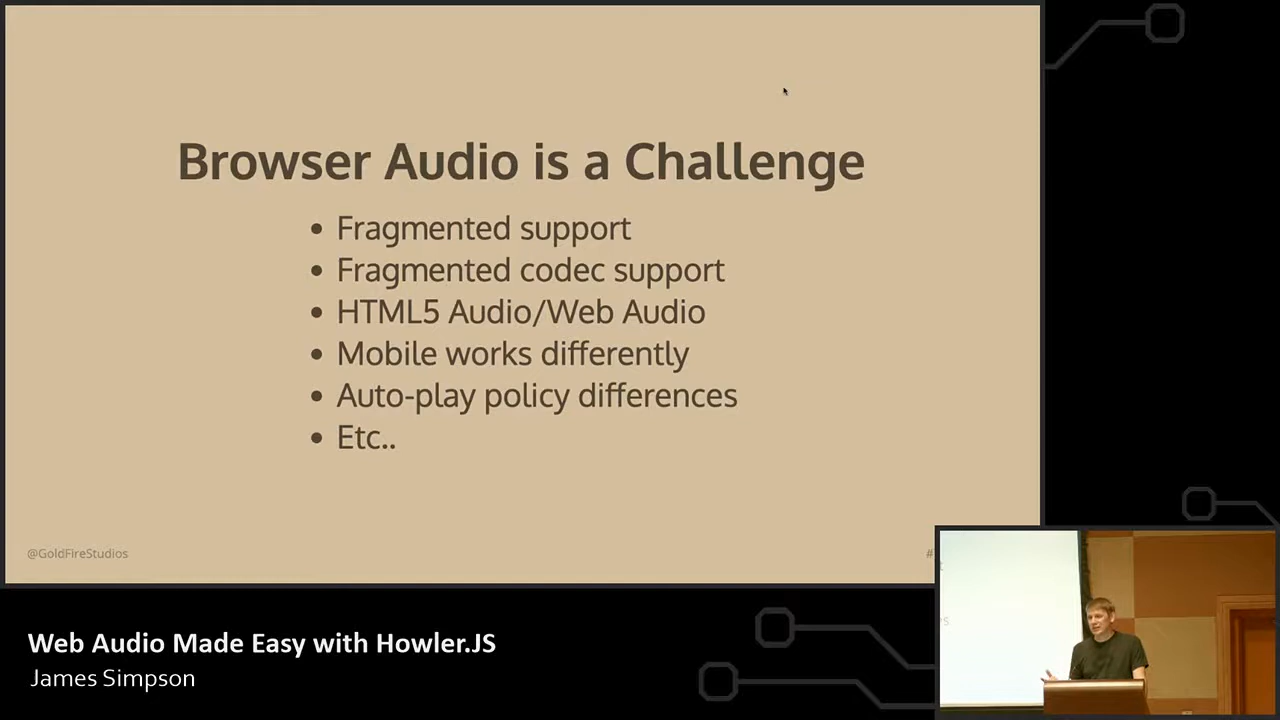 Browser Audio is a Challenge
• Fragmented support
• Fragmented codec support
• HTML5 Audio/Web Audio
• Mobile works differently
• Auto-play policy differences
• Etc..
@GoldFireStudios
#
Web Audio Made Easy with Howler.JS
James Simpson